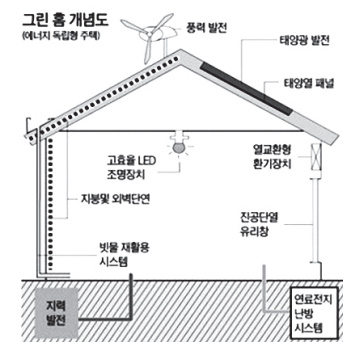 그린 홈 개념도
(에너지 독립형 주택)
풍력 발전
태양광 발전
태양열 패널
고효율 LED
조명장치
열교환형
환기장치
지붕및 외벽단연
진공단열
유리창
빗물 재활용
시스템
지력
발전
연료전지
난방
시스템